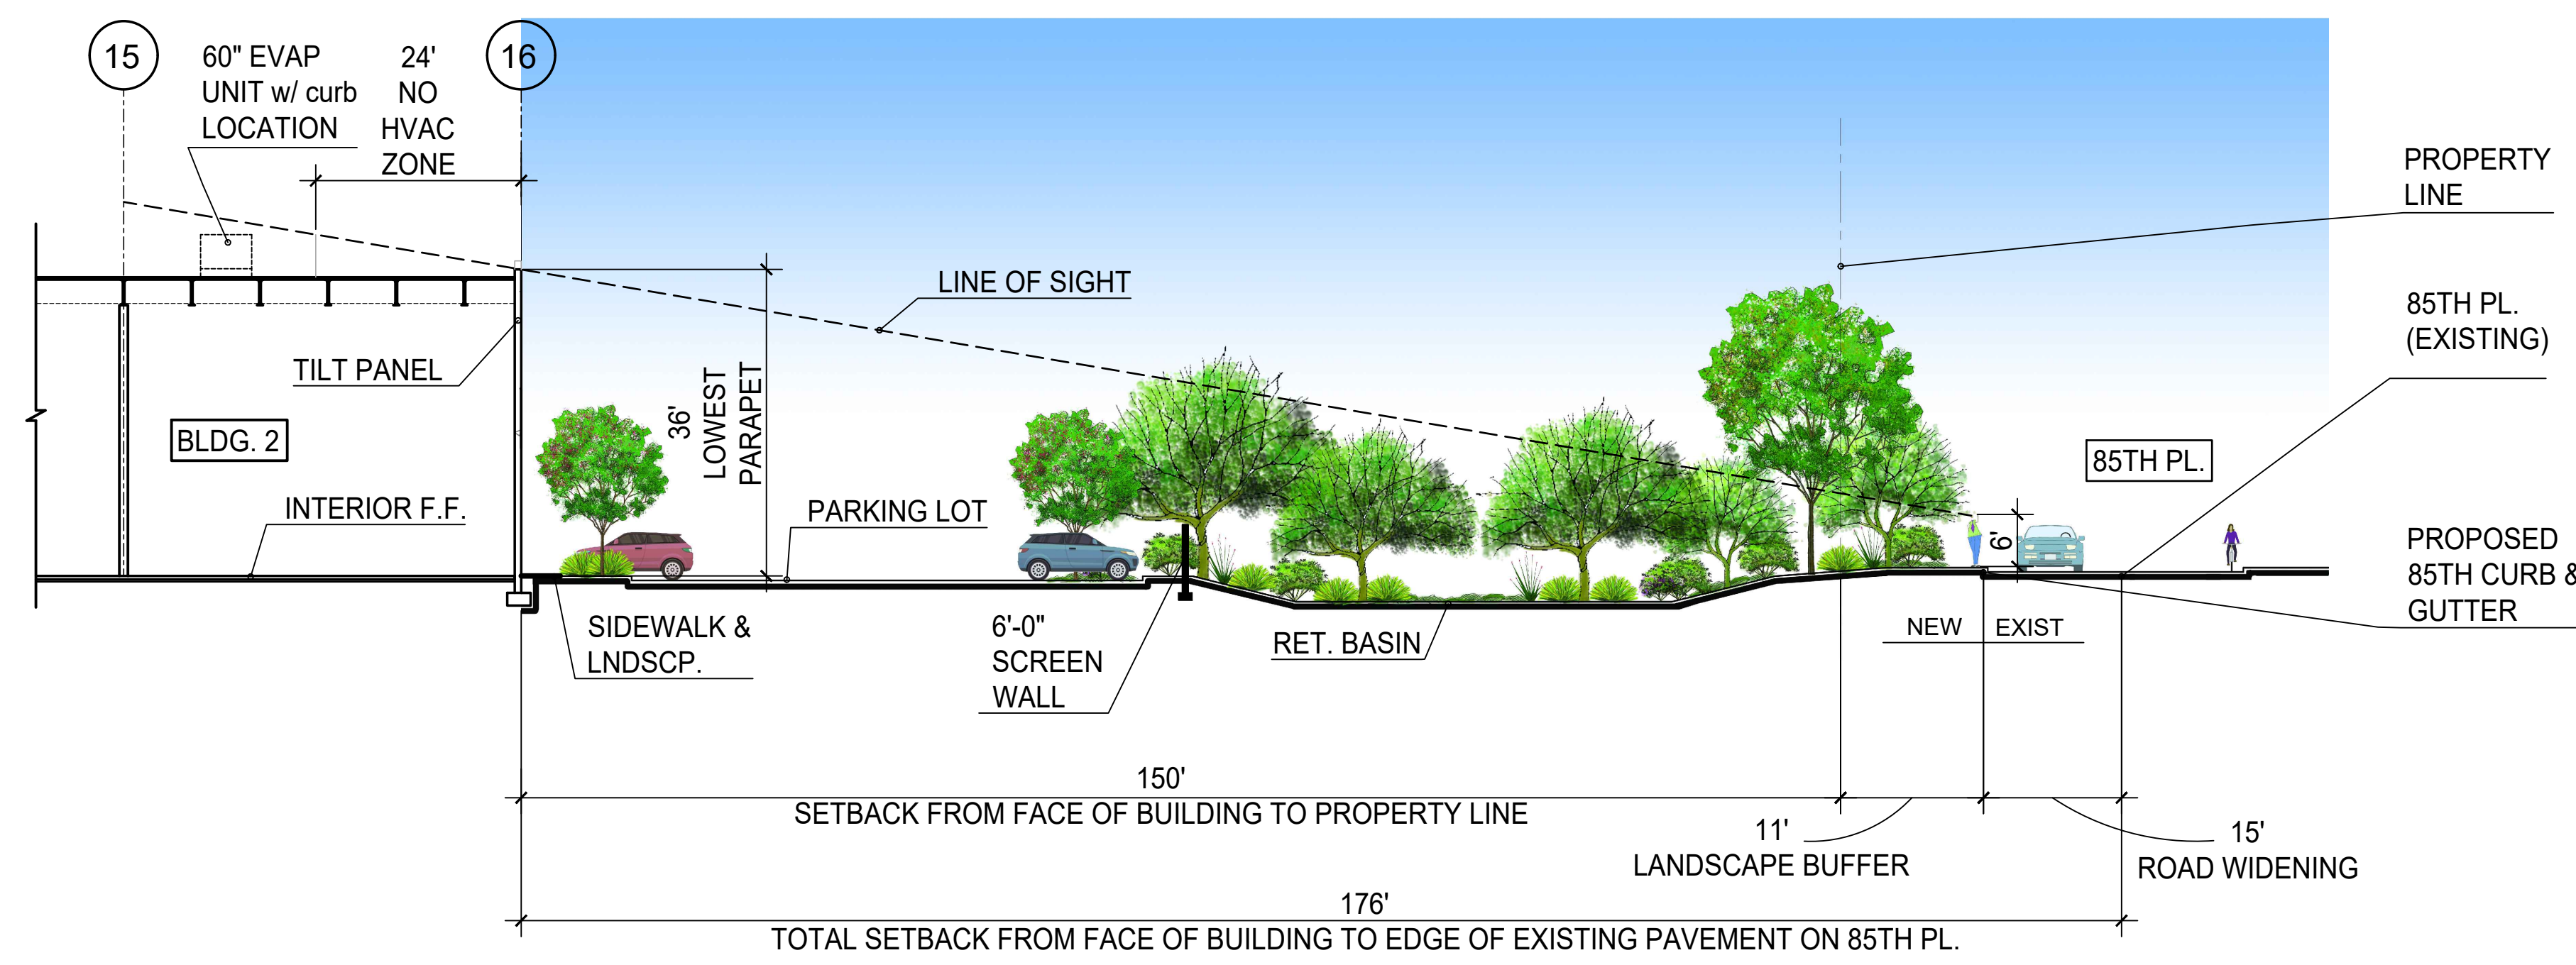 15
60" EVAP
UNIT w/ curb
LOCATION
24'
NO
HVAC
ZONE
16
PROPERTY
LINE
LINE OF SIGHT
85TH PL.
(EXISTING)
TILT PANEL
36'
LOWEST
PARAPET
BLDG. 2
85TH PL.
INTERIOR F.F.
PARKING LOT
6'
PROPOSED
85TH CURB &
GUTTER
SIDEWALK &
LNDSCP.
6'-0"
SCREEN
WALL
RET. BASIN
NEW
EXIST
150'
SETBACK FROM FACE OF BUILDING TO PROPERTY LINE
11'
LANDSCAPE BUFFER
15'
ROAD WIDENING
176'
TOTAL SETBACK FROM FACE OF BUILDING TO EDGE OF EXISTING PAVEMENT ON 85TH PL.